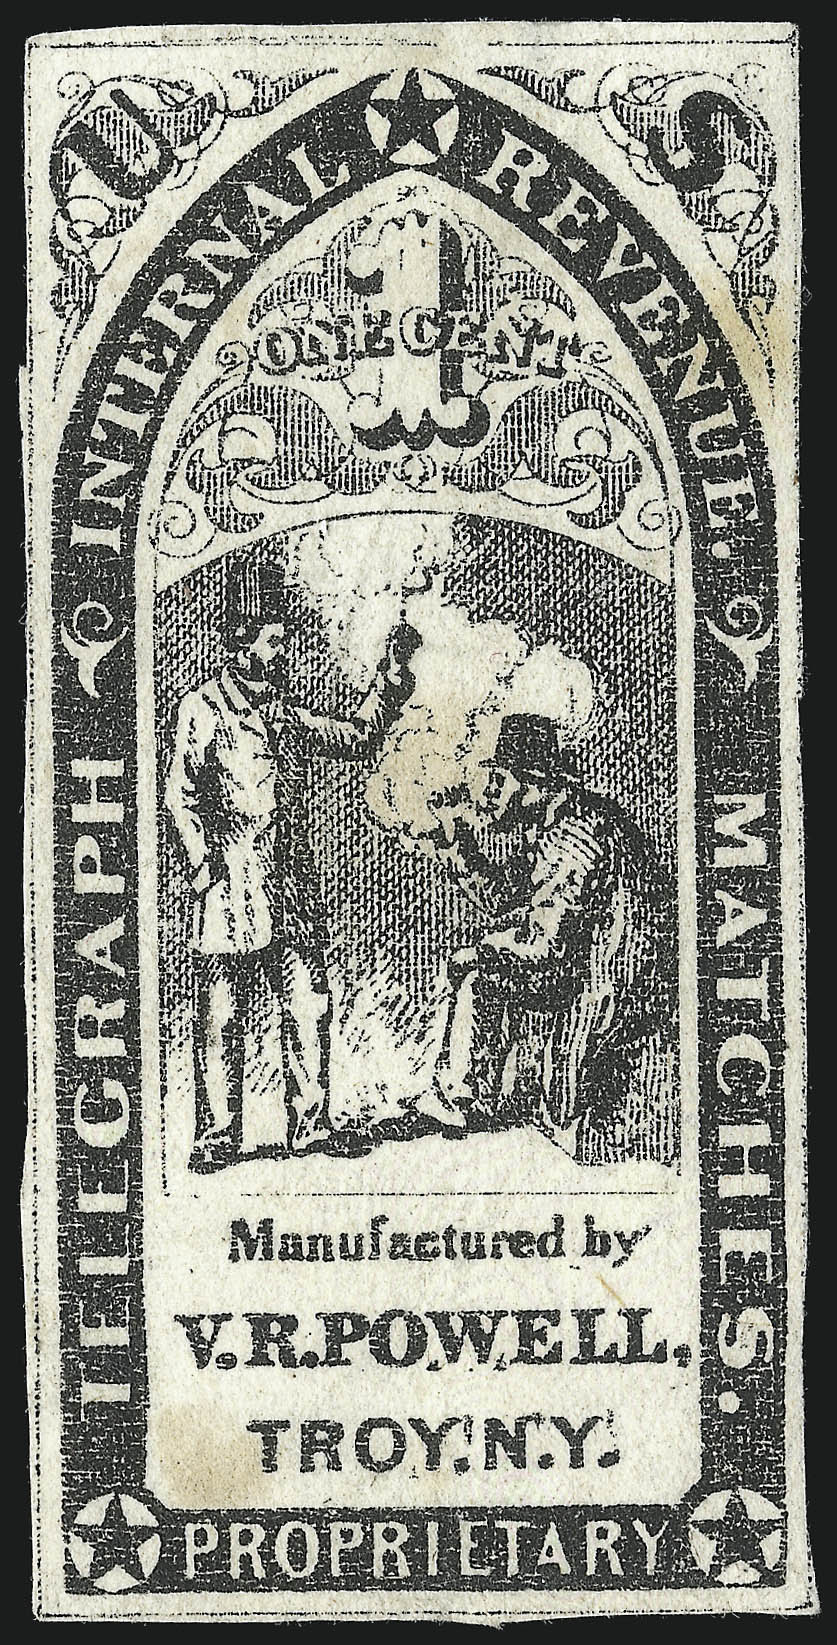 U S
INTERNAL REVENUE.
1
ONE CENT
TELEGRAPH MATCHES.
Manufactured by
V.R.POWELL,
TROY.N.Y.
PROPRIETARY